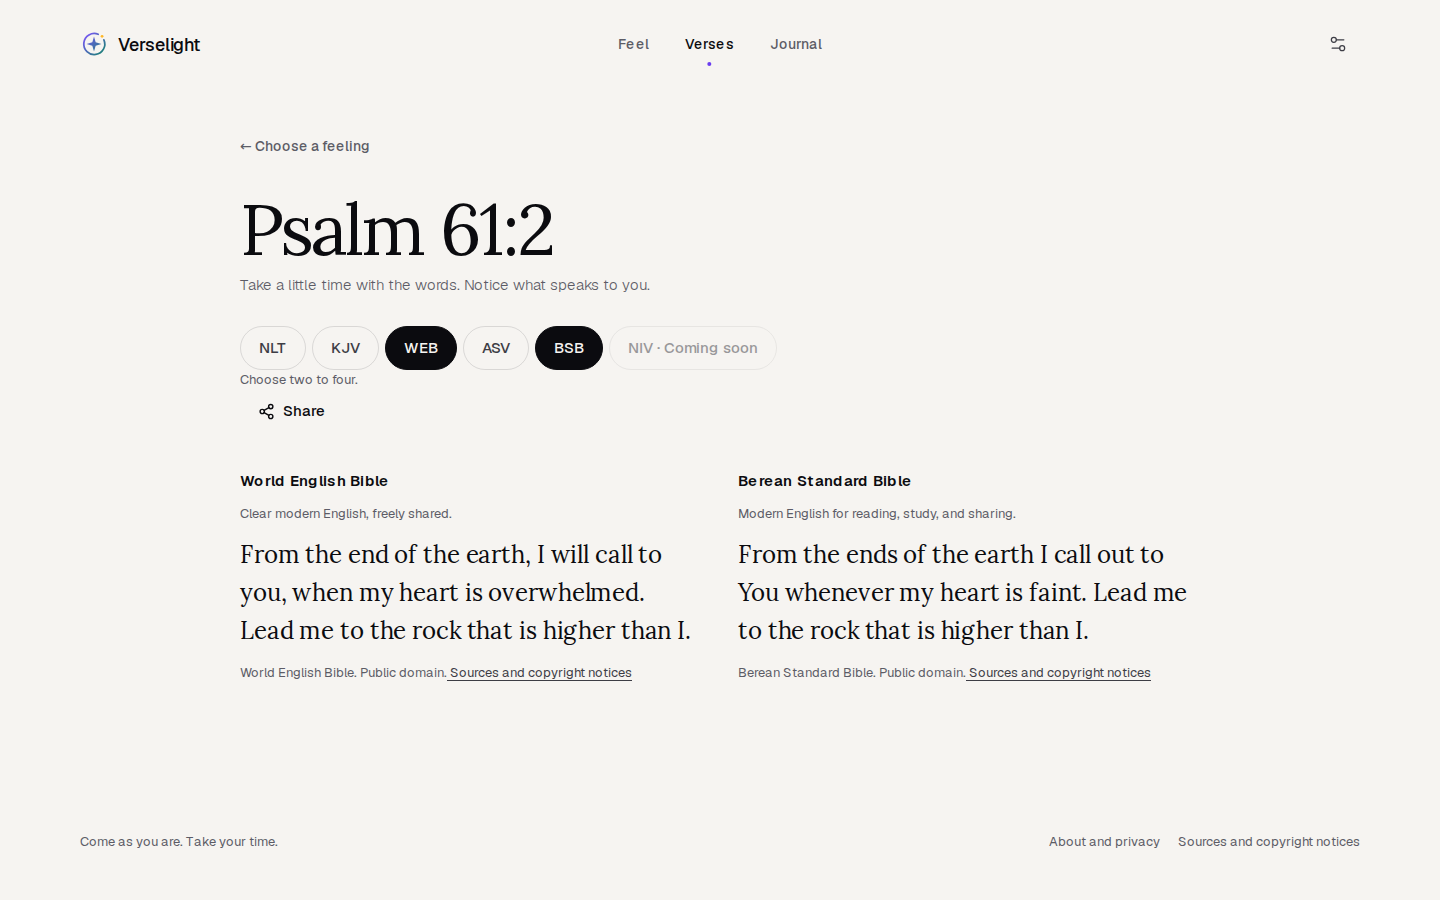 Verselight
Feel Verses Journal
← Choose a feeling
Psalm 61:2
Take a little time with the words. Notice what speaks to you.
NLT KJV WEB ASV BSB NIV · Coming soon
Choose two to four.
Share
World English Bible
Clear modern English, freely shared.
From the end of the earth, I will call to
you, when my heart is overwhelmed.
Lead me to the rock that is higher than I.
World English Bible. Public domain. Sources and copyright notices
Berean Standard Bible
Modern English for reading, study, and sharing.
From the ends of the earth I call out to
You whenever my heart is faint. Lead me
to the rock that is higher than I.
Berean Standard Bible. Public domain. Sources and copyright notices
Come as you are. Take your time.
About and privacy Sources and copyright notices